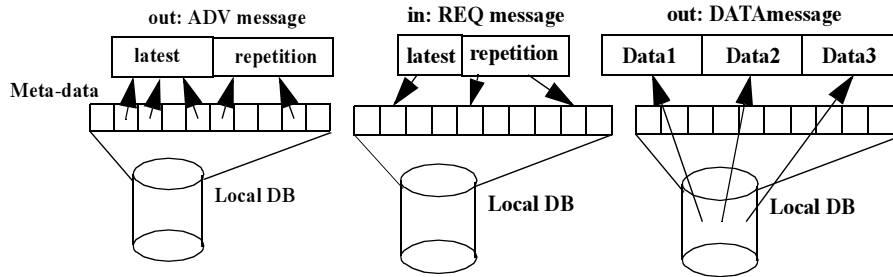 out: ADV message
in: REQ message
out: DATAmessage
latest
repetition
latest
repetition
Data1
Data2
Data3
Meta-data
Local DB
Local DB
Local DB